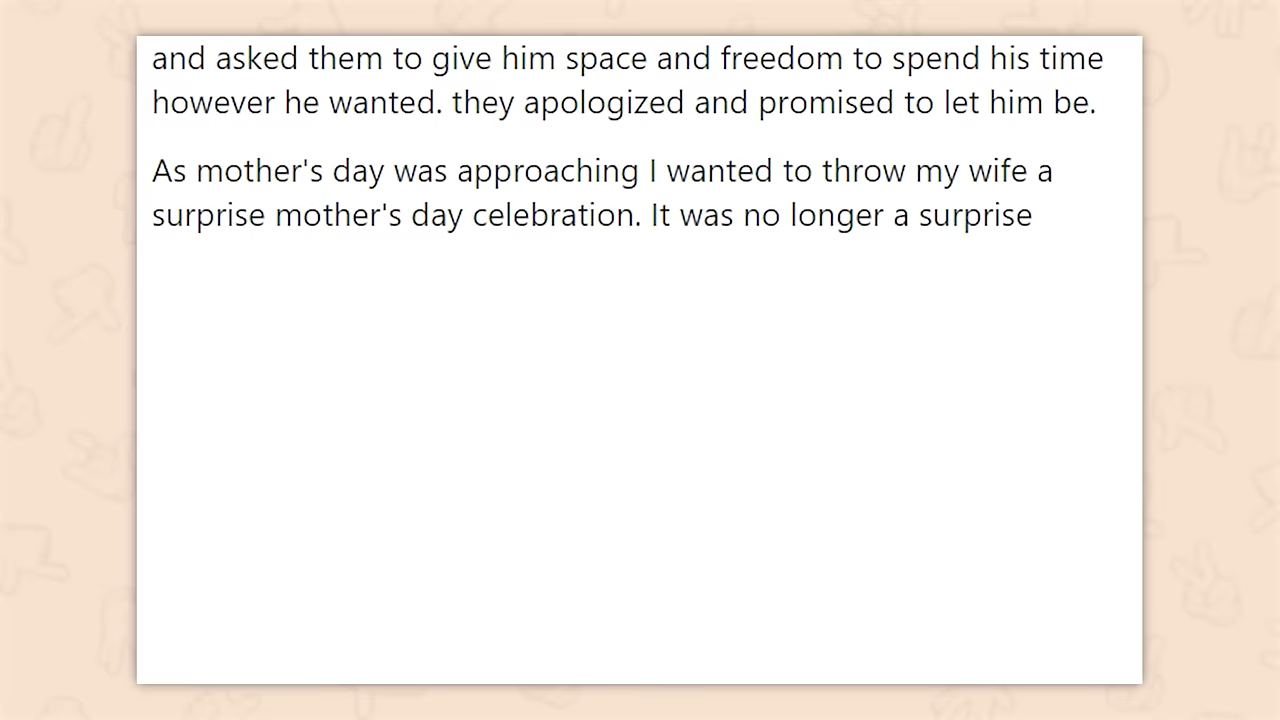 and asked them to give him space and freedom to spend his time
however he wanted. they apologized and promised to let him be.
As mother's day was approaching I wanted to throw my wife a
surprise mother's day celebration. It was no longer a surprise